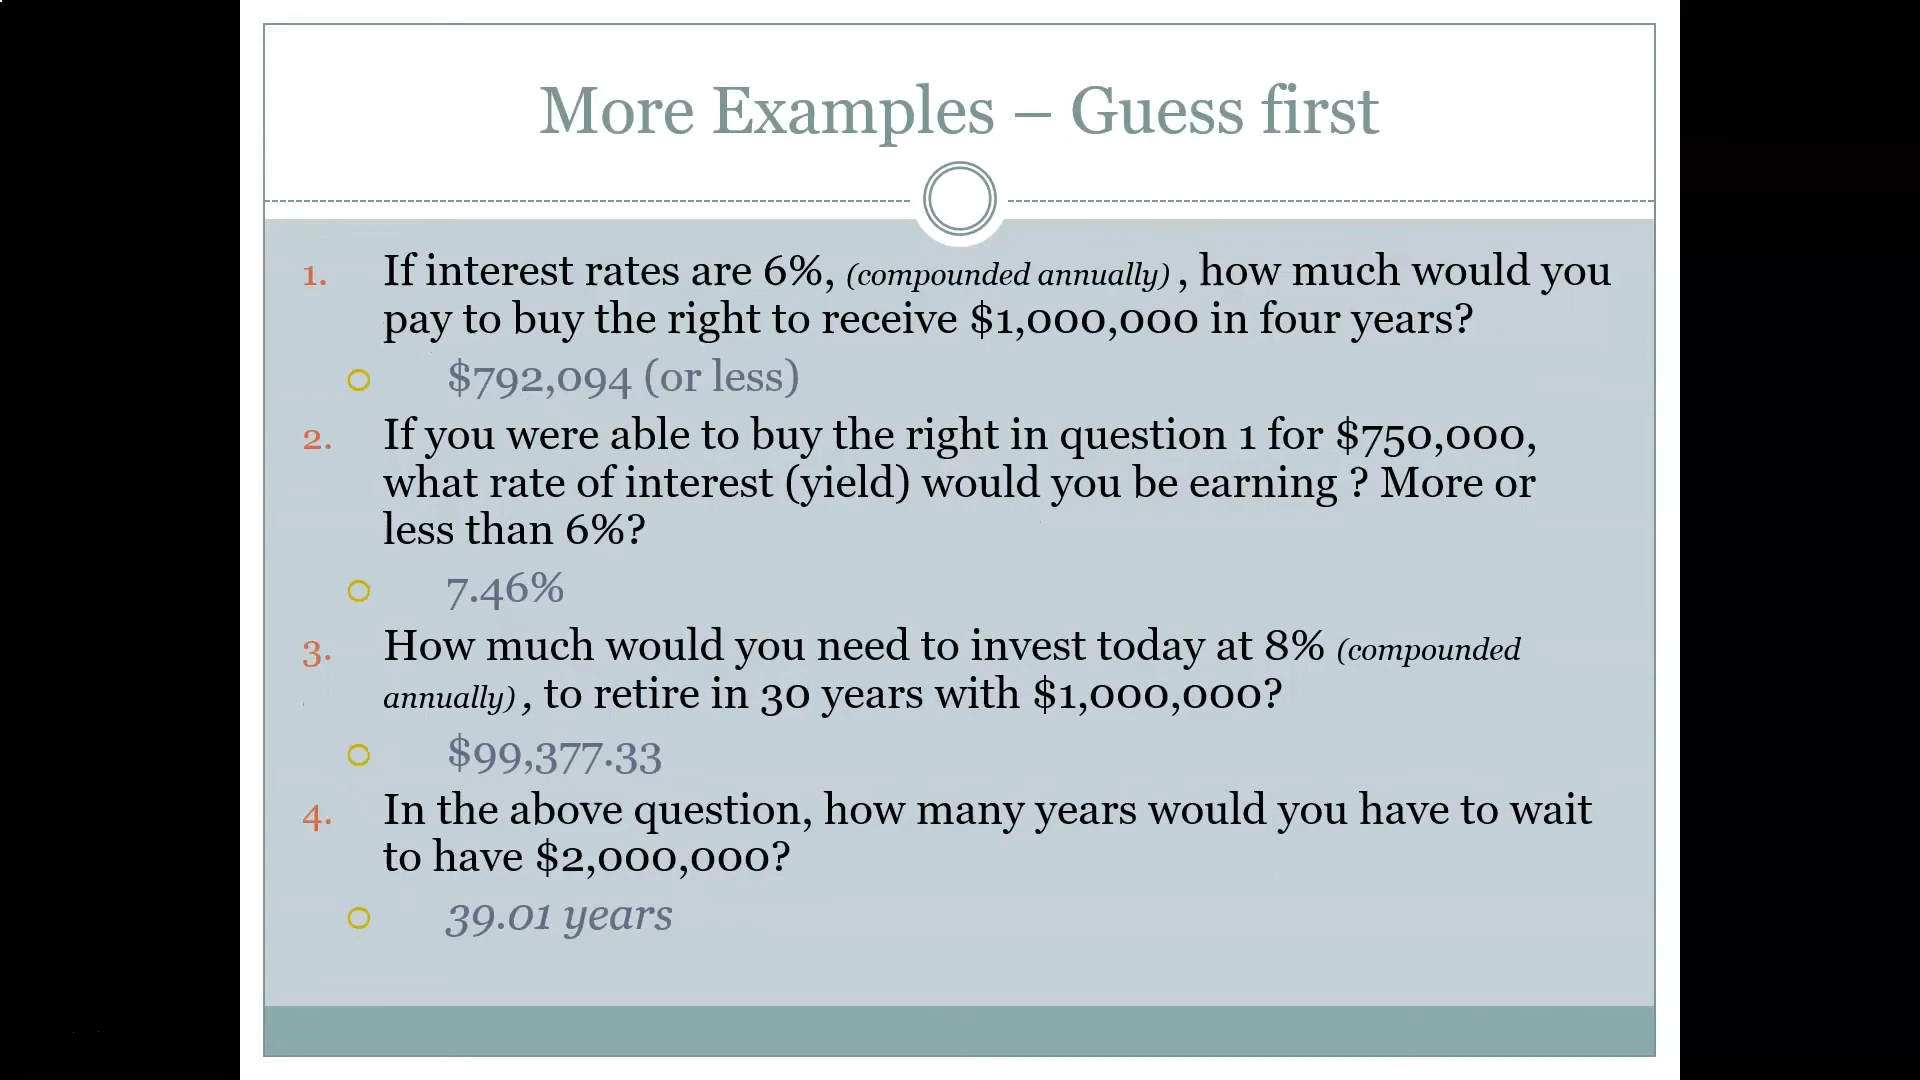 More Examples – Guess first
1. If interest rates are 6%, (compounded annually) , how much would you
pay to buy the right to receive $1,000,000 in four years?
$792,094 (or less)
2. If you were able to buy the right in question 1 for $750,000,
what rate of interest (yield) would you be earning ? More or
less than 6%?
7.46%
3. How much would you need to invest today at 8% (compounded
annually) , to retire in 30 years with $1,000,000?
$99,377.33
4. In the above question, how many years would you have to wait
to have $2,000,000?
39.01 years